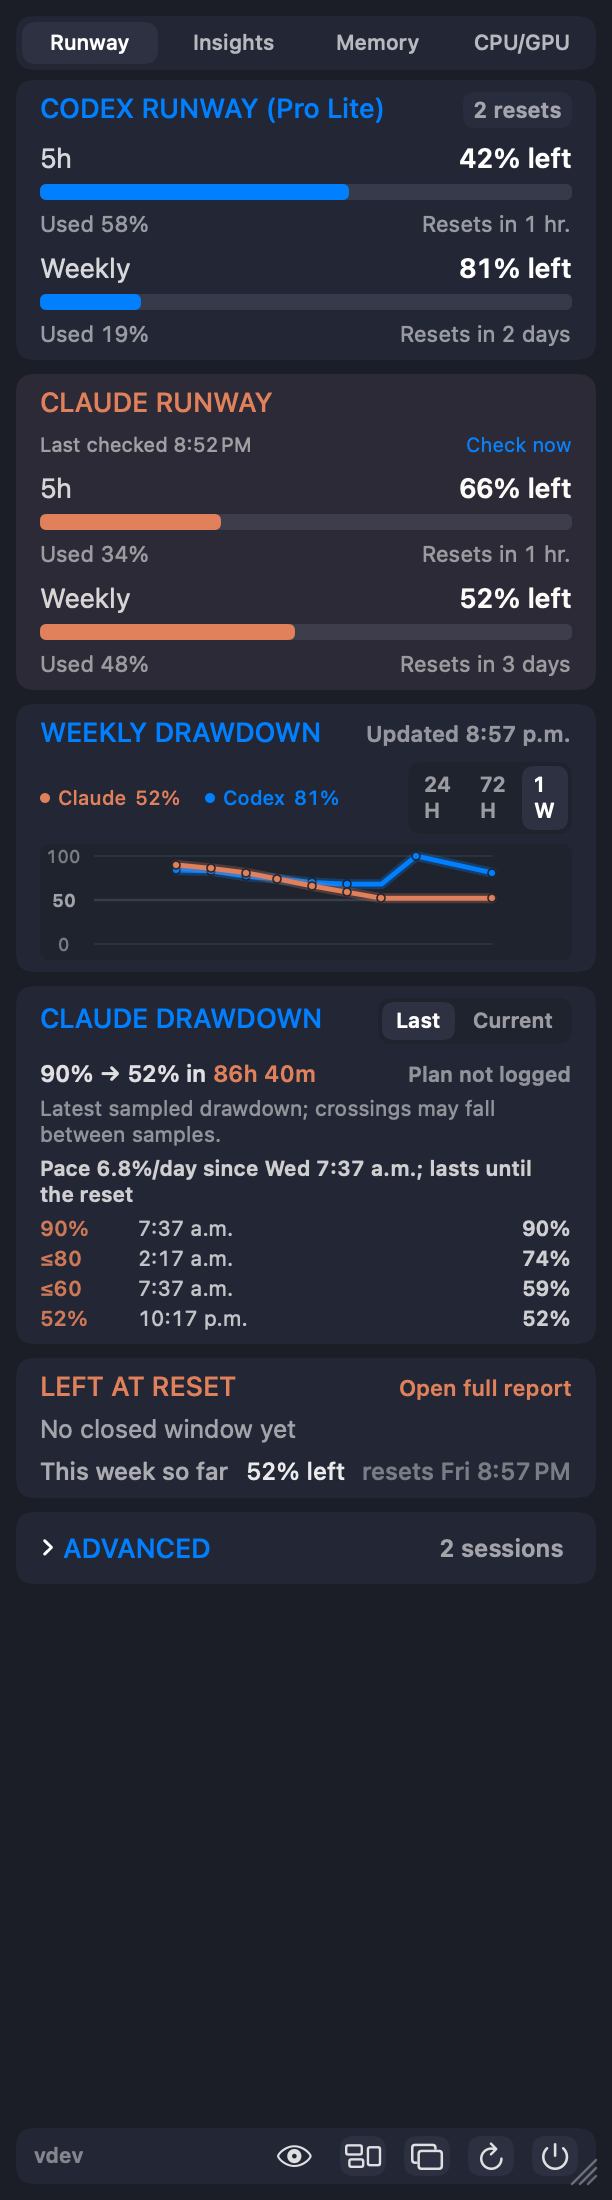 Runway Insights Memory CPU/GPU
CODEX RUNWAY (Pro Lite) 2 resets
5h 42% left
Used 58% Resets in 1 hr.
Weekly 81% left
Used 19% Resets in 2 days
CLAUDE RUNWAY
Last checked 8:52 PM Check now
5h 66% left
Used 34% Resets in 1 hr.
Weekly 52% left
Used 48% Resets in 3 days
WEEKLY DRAWDOWN Updated 8:57 p.m.
Claude 52% Codex 81%
24 H 72 H 1 W
100
50
0
CLAUDE DRAWDOWN Last Current
90% → 52% in 86h 40m Plan not logged
Latest sampled drawdown; crossings may fall
between samples.
Pace 6.8%/day since Wed 7:37 a.m.; lasts until
the reset
90% 7:37 a.m. 90%
≤80 2:17 a.m. 74%
≤60 7:37 a.m. 59%
52% 10:17 p.m. 52%
LEFT AT RESET Open full report
No closed window yet
This week so far 52% left resets Fri 8:57 PM
ADVANCED 2 sessions
vdev